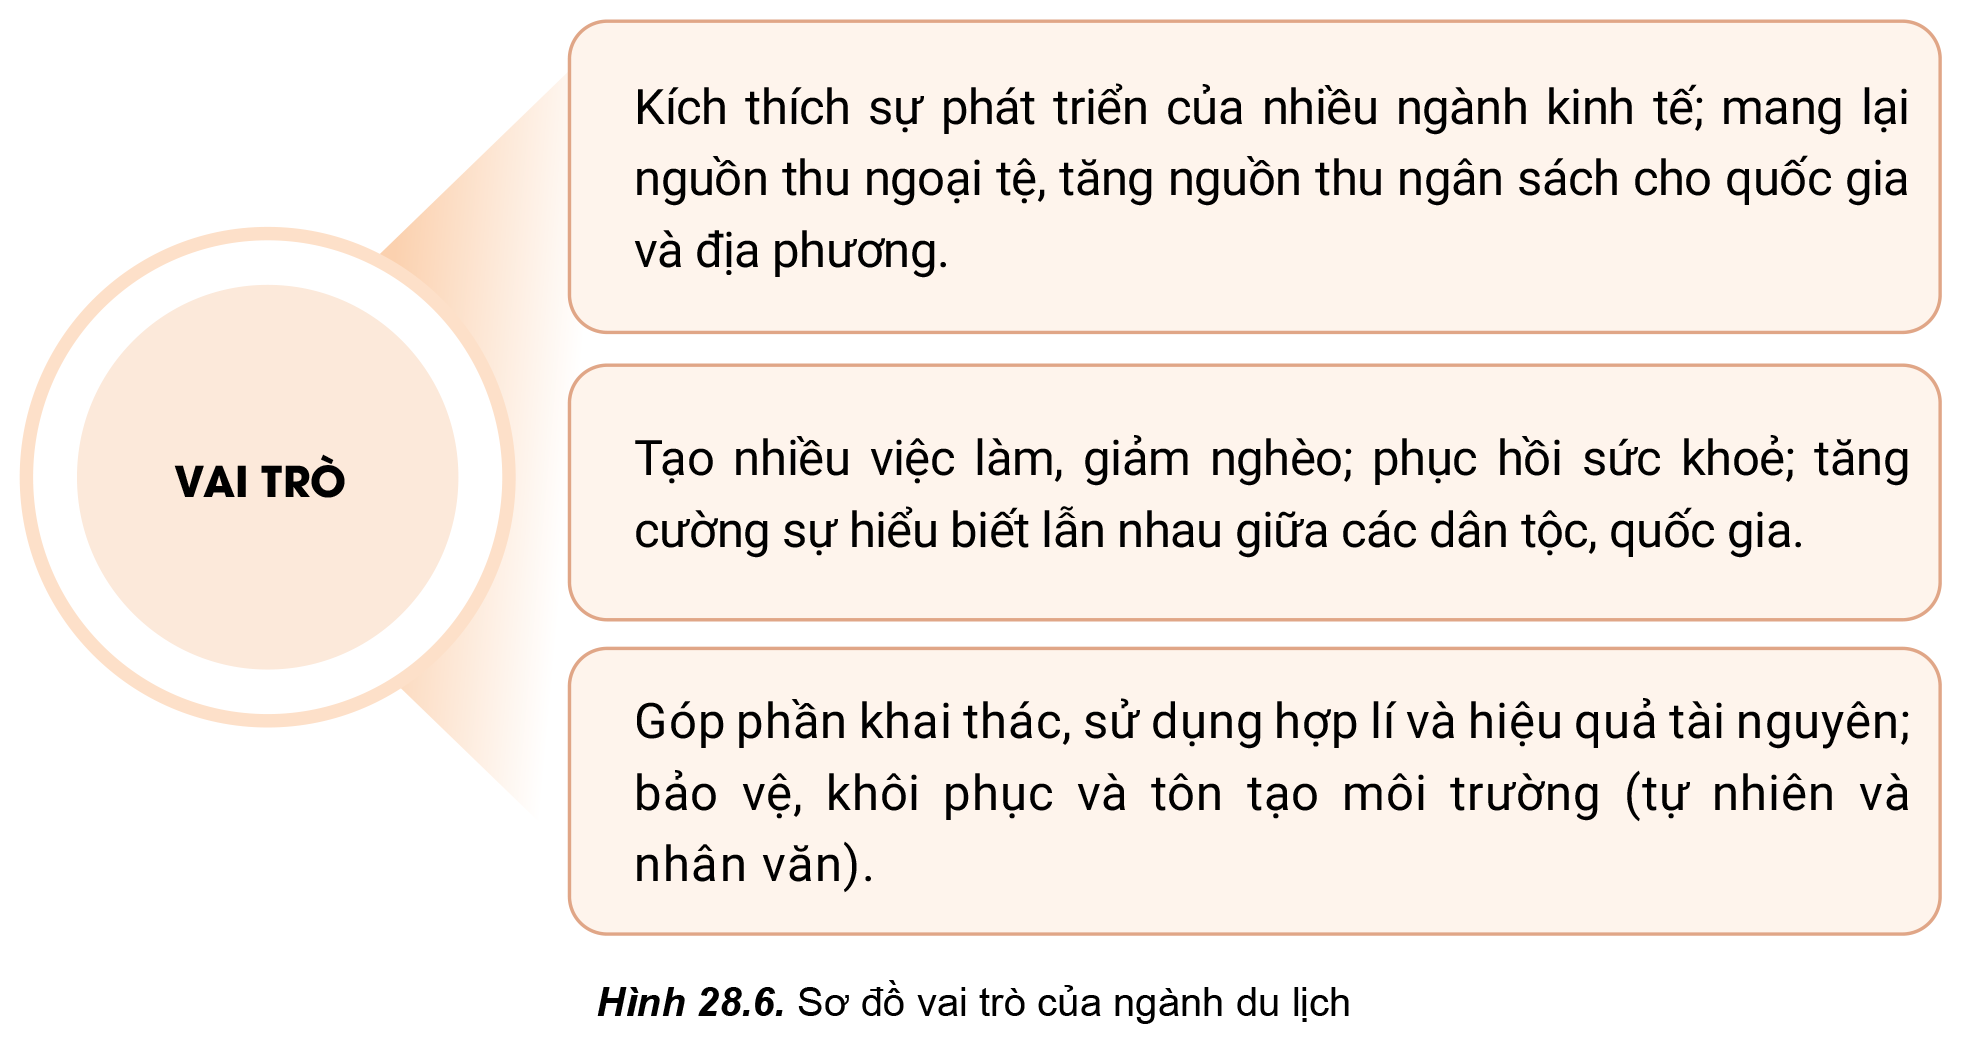 VAI TRÒ
Kích thích sự phát triển của nhiều ngành kinh tế; mang lại
nguồn thu ngoại tệ, tăng nguồn thu ngân sách cho quốc gia
và địa phương.
Tạo nhiều việc làm, giảm nghèo; phục hồi sức khoẻ; tăng
cường sự hiểu biết lẫn nhau giữa các dân tộc, quốc gia.
Góp phần khai thác, sử dụng hợp lí và hiệu quả tài nguyên;
bảo vệ, khôi phục và tôn tạo môi trường (tự nhiên và
nhân văn).
Hình 28.6. Sơ đồ vai trò của ngành du lịch